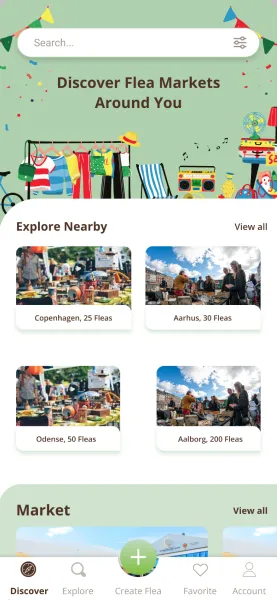 Search...
Discover Flea Markets
Around You
Explore Nearby
View all
Copenhagen, 25 Fleas
Aarhus, 30 Fleas
Odense, 50 Fleas
Aalborg, 200 Fleas
Market
View all
Discover
Explore
Create Flea
Favorite
Account